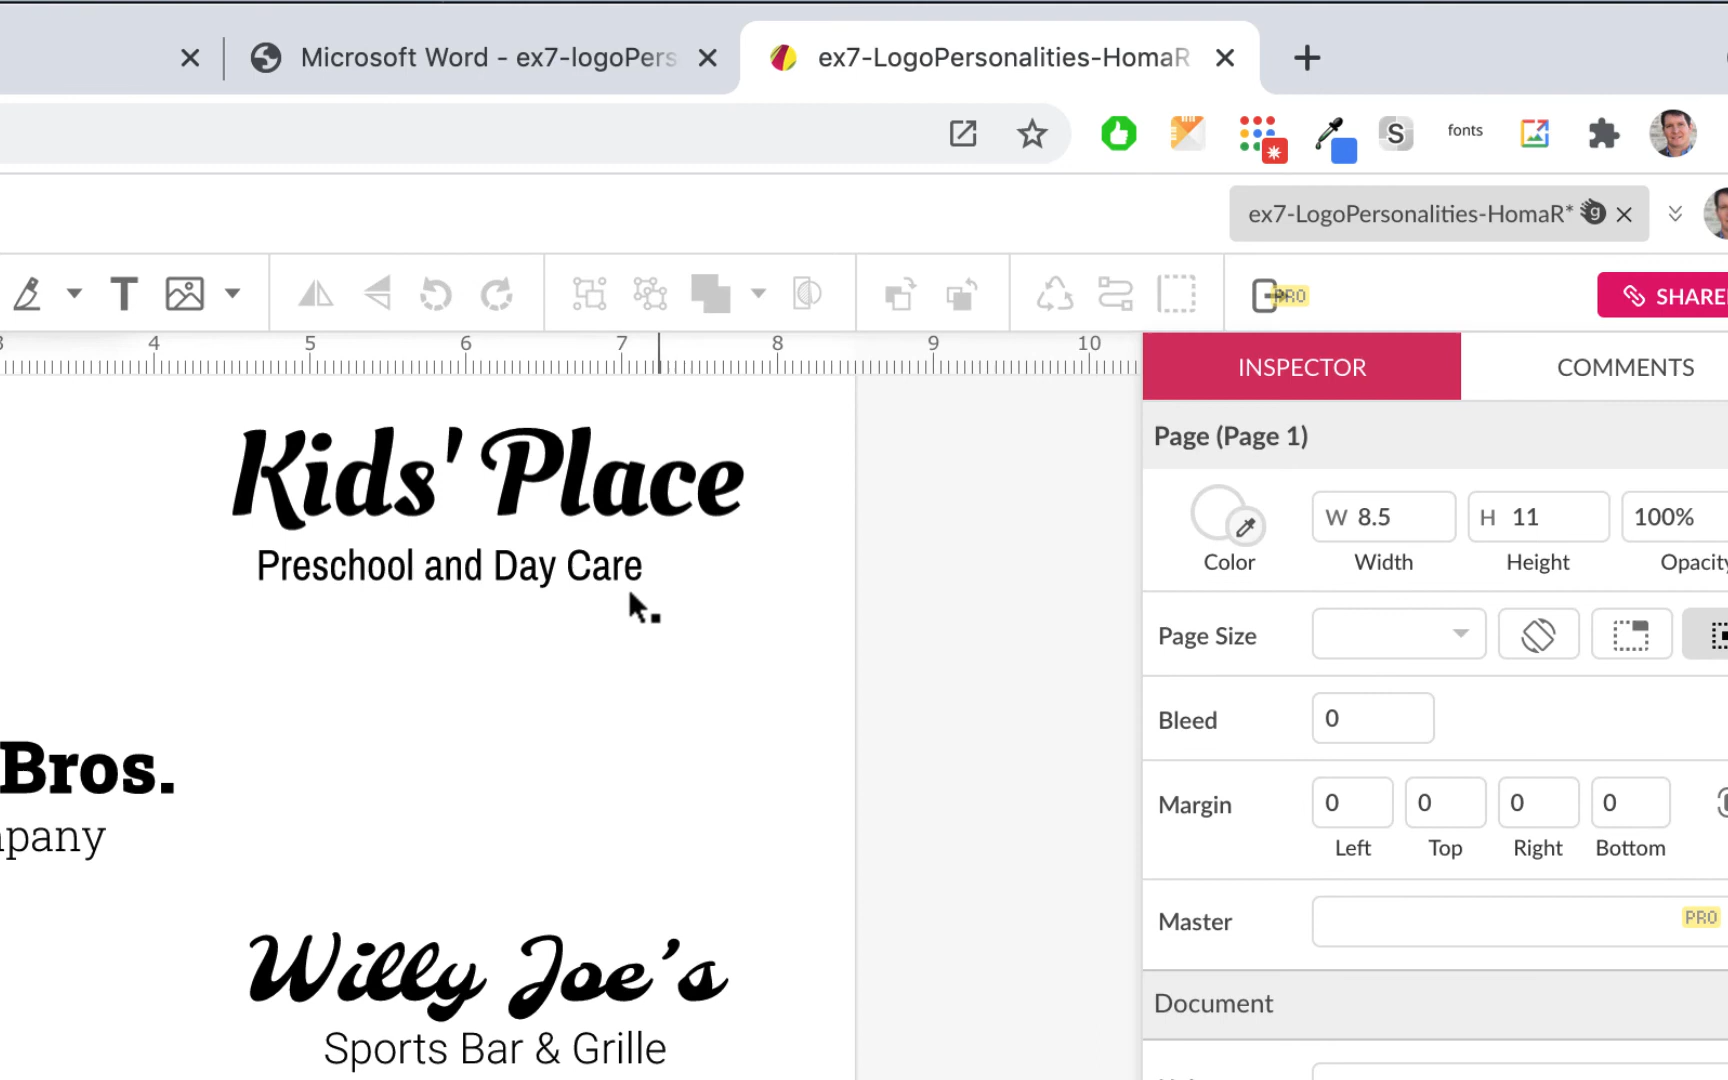 Microsoft Word - ex7-logoPers
ex7-LogoPersonalities-HomaR
S
fonts
ex7-LogoPersonalities-HomaR*
g
T
PRO
SHARE
3 4 5 6 7 8 9 10
INSPECTOR
COMMENTS
Kids' Place
Preschool and Day Care
Bros.
mpany
Willy Joe's
Sports Bar & Grille
Page (Page 1)
W 8.5
H 11
100%
Color
Width
Height
Opacity
Page Size
Bleed
0
Margin
0
0
0
0
Left
Top
Right
Bottom
Master
PRO
Document